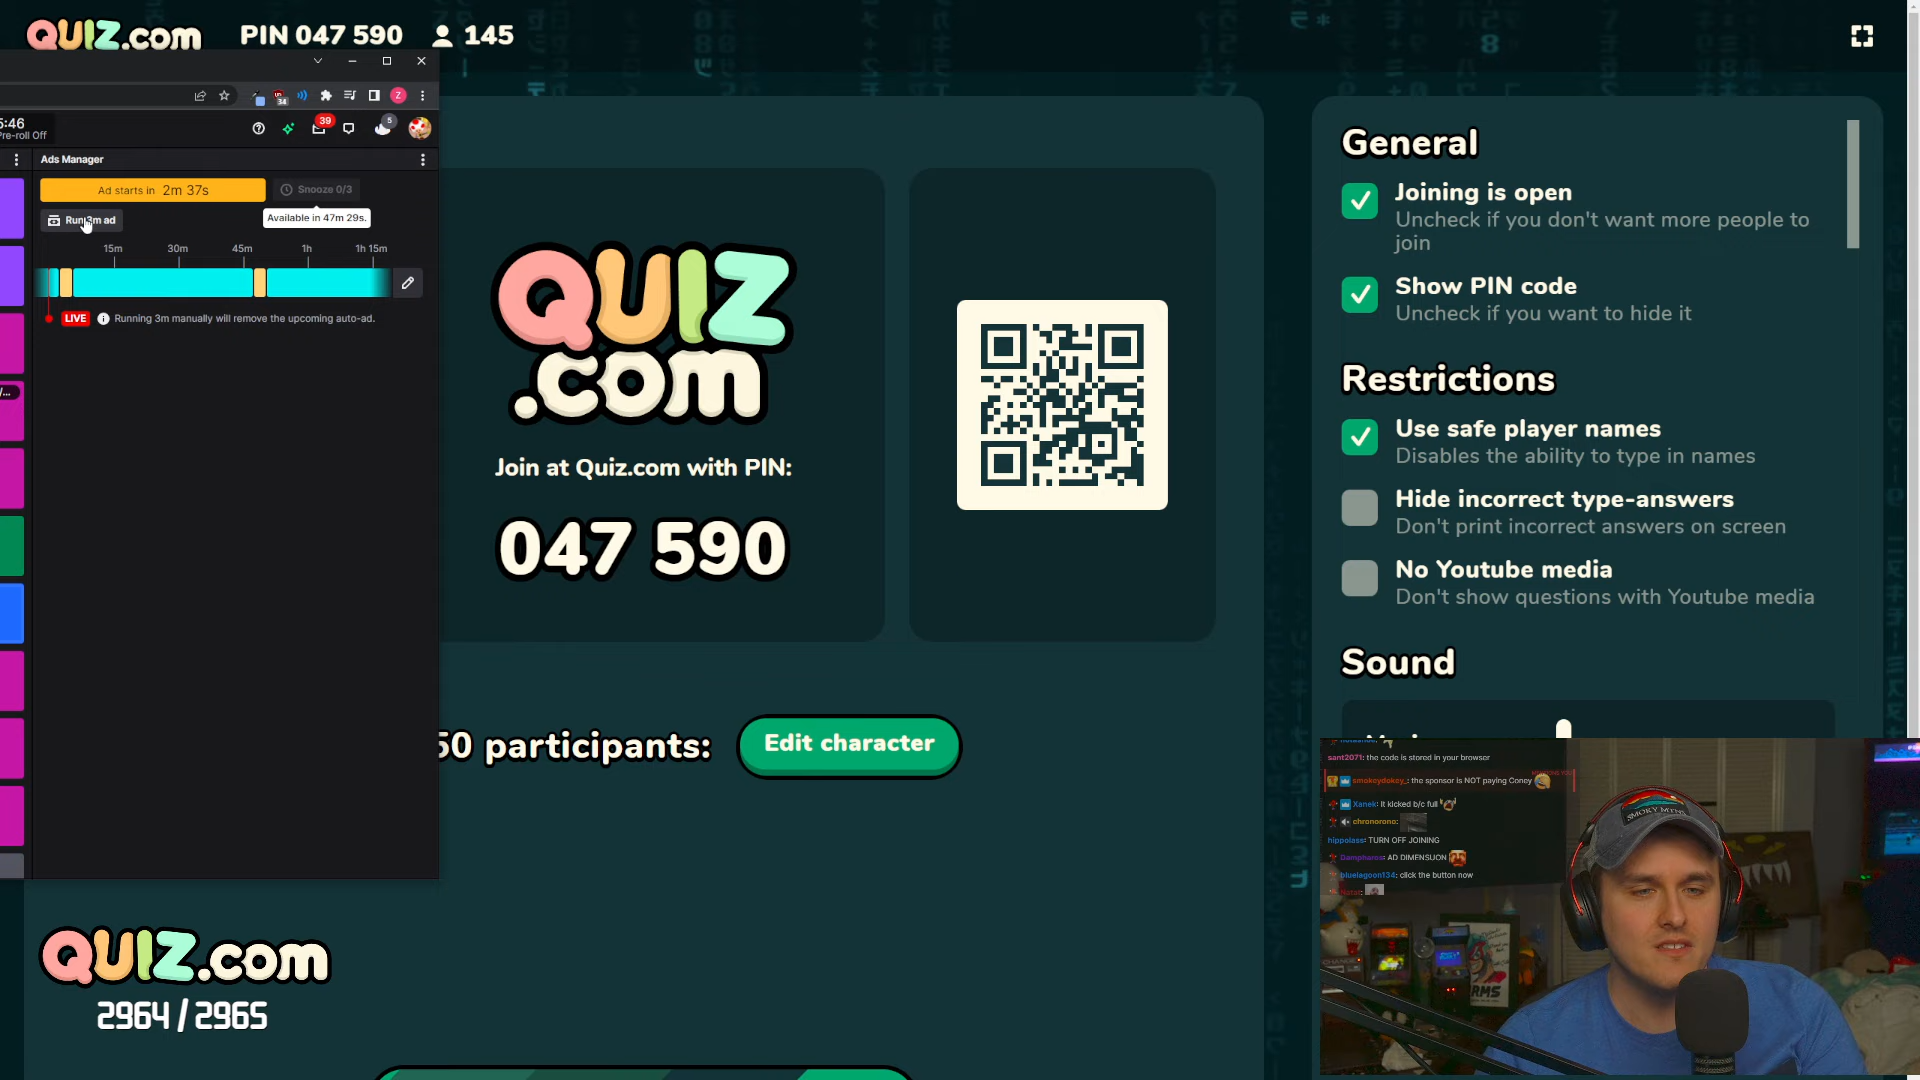 QUIZ.com PIN 047 590 145
5:46
Pre-roll Off
39
5
34
Z
Ads Manager
Ad starts in 2m 37s
Snooze 0/3
Available in 47m 29s.
15m 30m 45m 1h 1h 15m
LIVE Running 3m manually will remove the upcoming auto-ad.
QUIZ
.com
Join at Quiz.com with PIN:
047 590
50 participants:
Edit character
General
Joining is open
Uncheck if you don't want more people to
join
Show PIN code
Uncheck if you want to hide it
Restrictions
Use safe player names
Disables the ability to type in names
Hide incorrect type-answers
Don't print incorrect answers on screen
No Youtube media
Don't show questions with Youtube media
Sound
sant2071: the code is stored in your browser
smokeydokey_: the sponsor is NOT paying Coney
Xanek: It kicked b/c full
chronorono:
hippolass: TURN OFF JOINING
Dampharos: AD DIMENSUON
bluelagoon134: click the button now
SMOKY MTNS
QUIZ.com
2964 / 2965